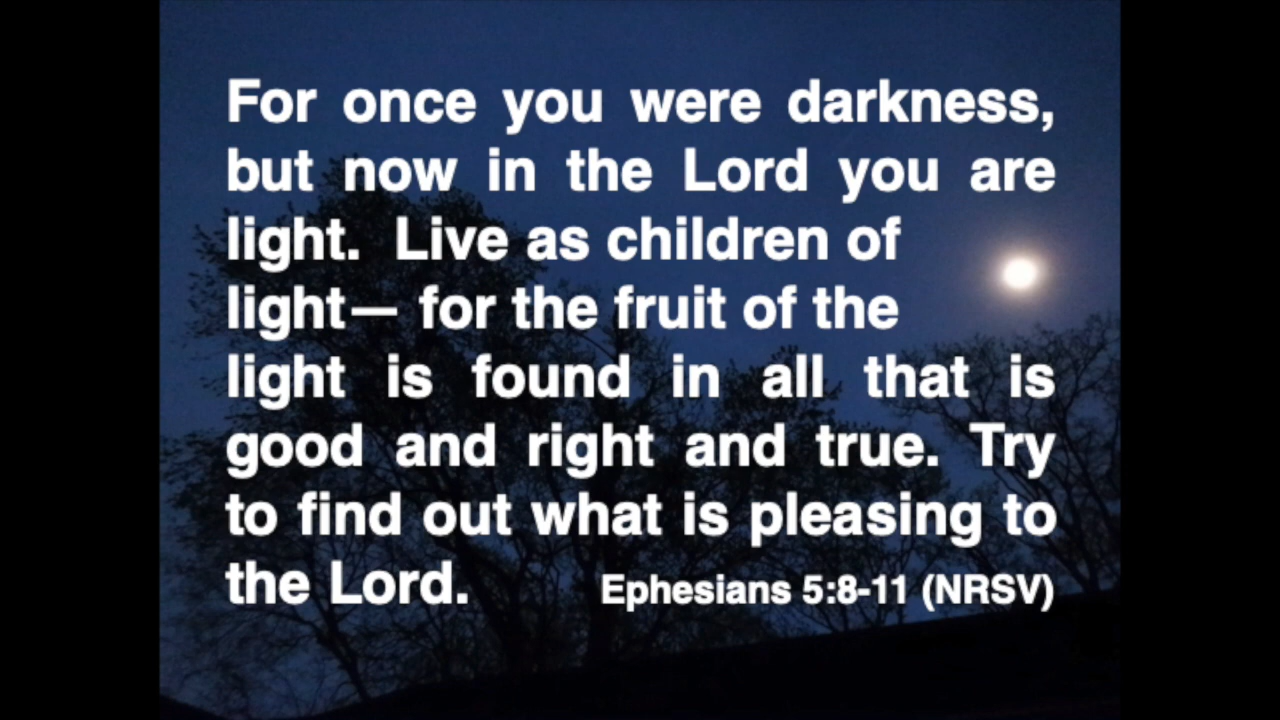 For once you were darkness,
but now in the Lord you are
light.  Live as children of
light— for the fruit of the
light is found in all that is
good and right and true. Try
to find out what is pleasing to
the Lord. Ephesians 5:8-11 (NRSV)